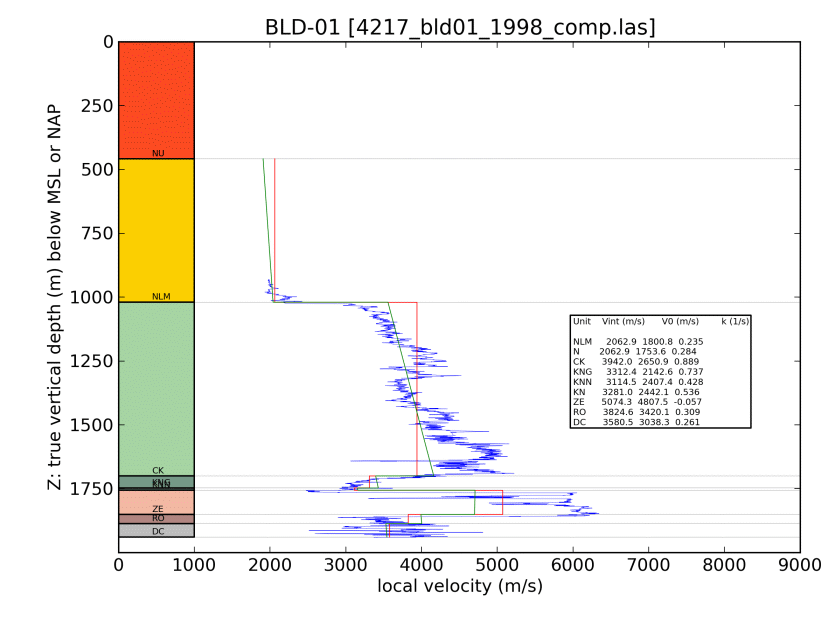 BLD-01 [4217_bld01_1998_comp.las]
Z: true vertical depth (m) below MSL or NAP
0
250
500
750
1000
1250
1500
1750
NU
NLM
CK
KNG
KNN
ZE
RO
DC
Unit Vint (m/s) V0 (m/s) k (1/s)
NLM 2062.9 1800.8 0.235
N 2062.9 1753.6 0.284
CK 3942.0 2650.9 0.889
KNG 3312.4 2142.6 0.737
KNN 3114.5 2407.4 0.428
KN 3281.0 2442.1 0.536
ZE 5074.3 4807.5 -0.057
RO 3824.6 3420.1 0.309
DC 3580.5 3038.3 0.261
0 1000 2000 3000 4000 5000 6000 7000 8000 9000
local velocity (m/s)